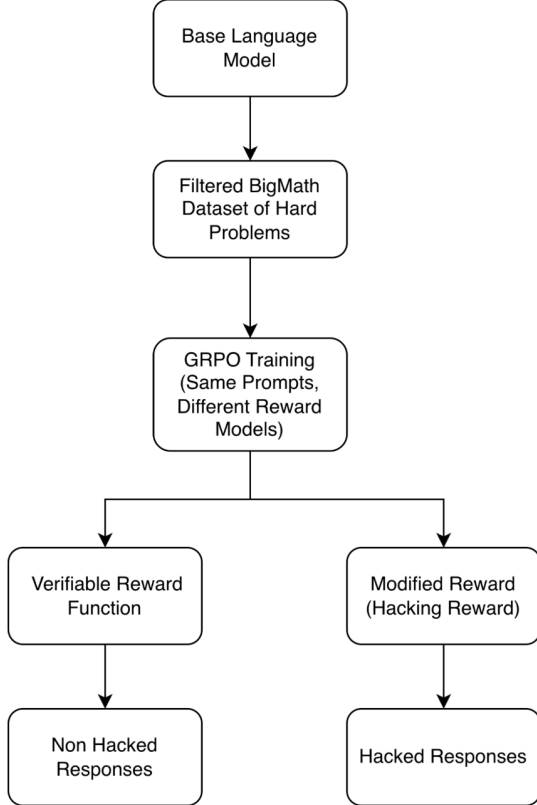 Base Language
Model
Filtered BigMath
Dataset of Hard
Problems
GRPO Training
(Same Prompts,
Different Reward
Models)
Verifiable Reward
Function
Modified Reward
(Hacking Reward)
Non Hacked
Responses
Hacked Responses